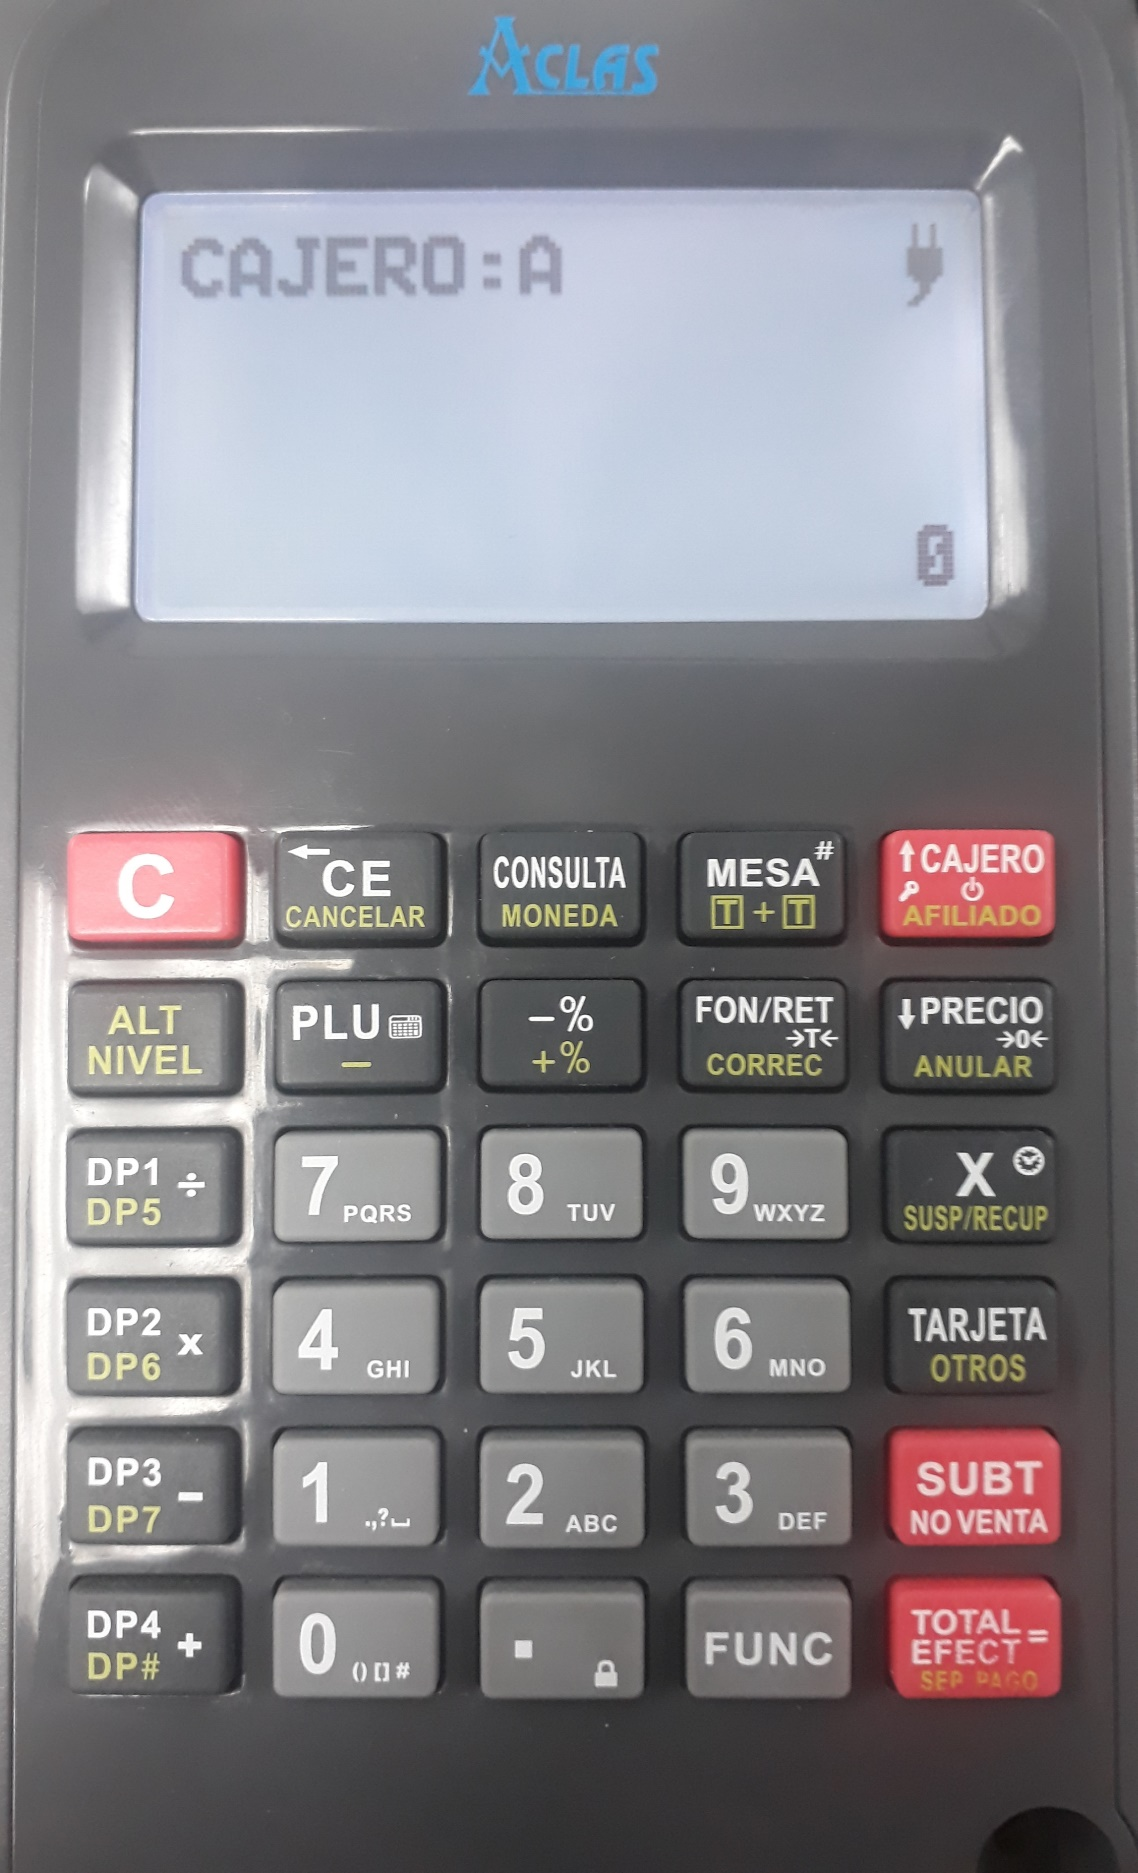 ACLAS
CAJERO:A
0
C
CE
CANCELAR
CONSULTA
MONEDA
MESA#
T + T
↑CAJERO
AFILIADO
ALT
NIVEL
PLU
–
–%
+%
FON/RET
→T←
CORREC
↓PRECIO
→0←
ANULAR
DP1 ÷
DP5
7 PQRS
8 TUV
9 WXYZ
X
SUSP/RECUP
DP2 x
DP6
4 GHI
5 JKL
6 MNO
TARJETA
OTROS
DP3 –
DP7
1 .,?⎵
2 ABC
3 DEF
SUBT
NO VENTA
DP4 +
DP#
0 () [] #
.
FUNC
TOTAL =
EFECT
SEP PAGO